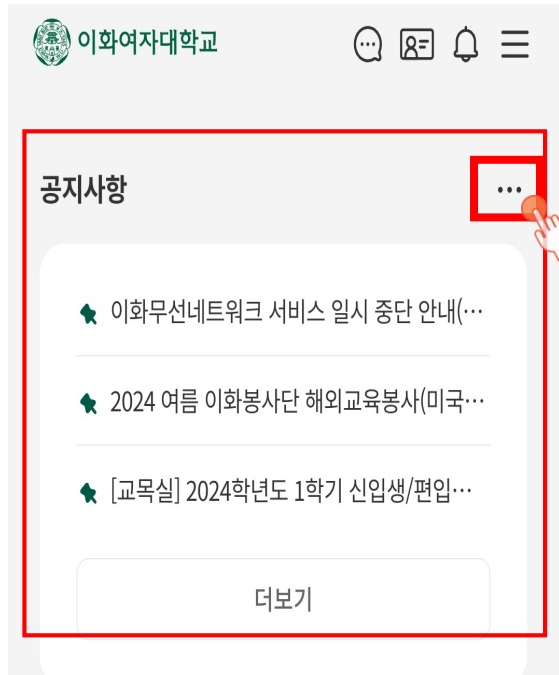 이화여자대학교
공지사항
이화무선네트워크 서비스 일시 중단 안내(…
2024 여름 이화봉사단 해외교육봉사(미국…
[교목실] 2024학년도 1학기 신입생/편입…
더보기